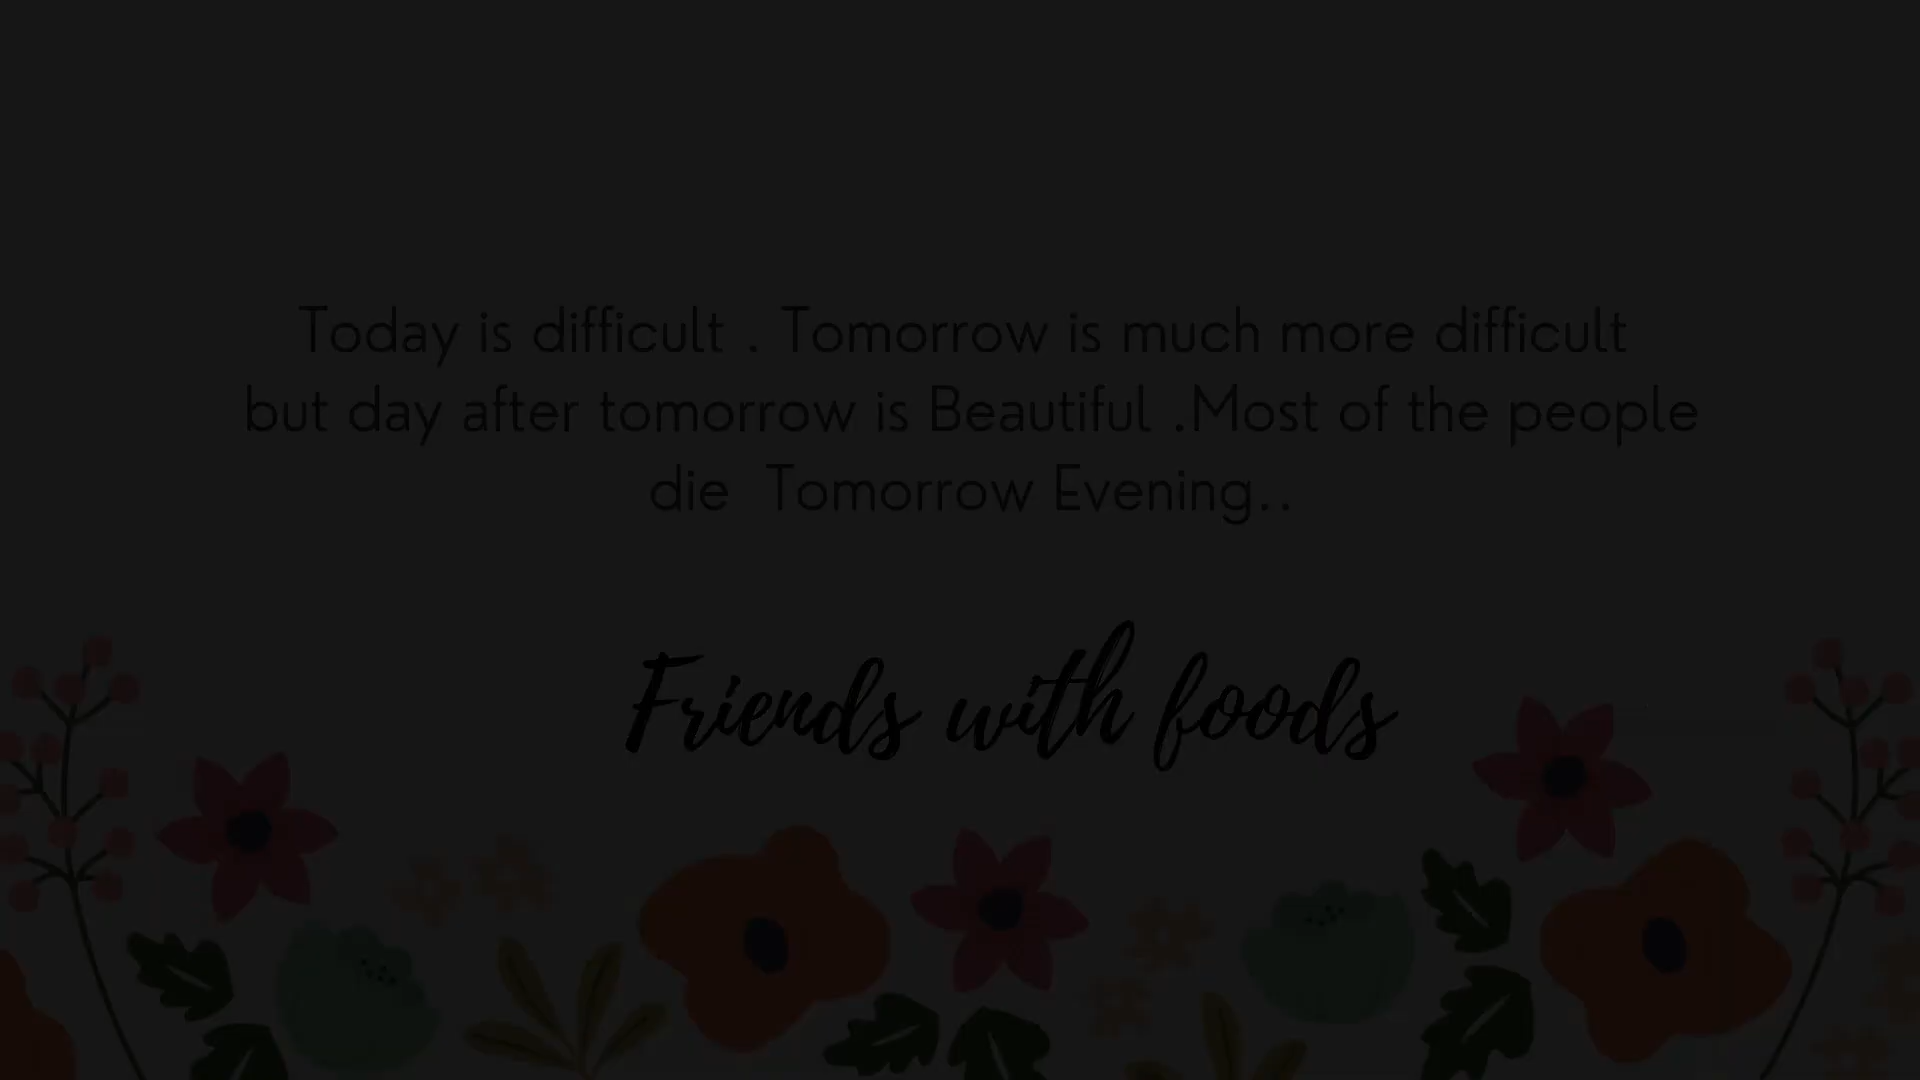 Today is difficult . Tomorrow is much more difficult
but day after tomorrow is Beautiful .Most of the people
die Tomorrow Evening..
Friends with foods